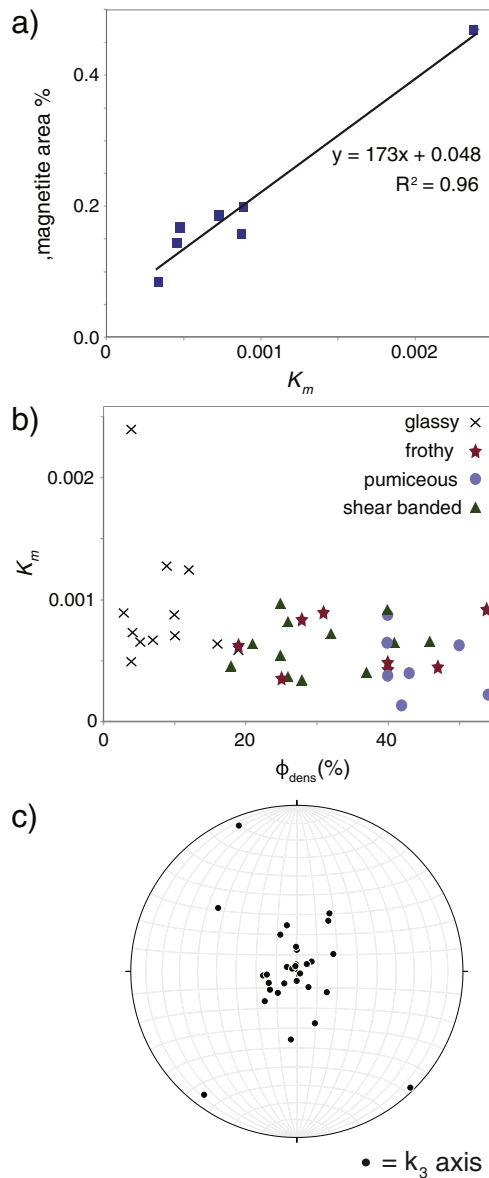 a)
,magnetite area %
0.4
0.2
0.0
y = 173x + 0.048
R² = 0.96
0
0.001
0.002
Km
b)
glassy
frothy
pumiceous
shear banded
Km
0.002
0.001
0
0
20
40
ϕdens(%)
c)
= k3 axis